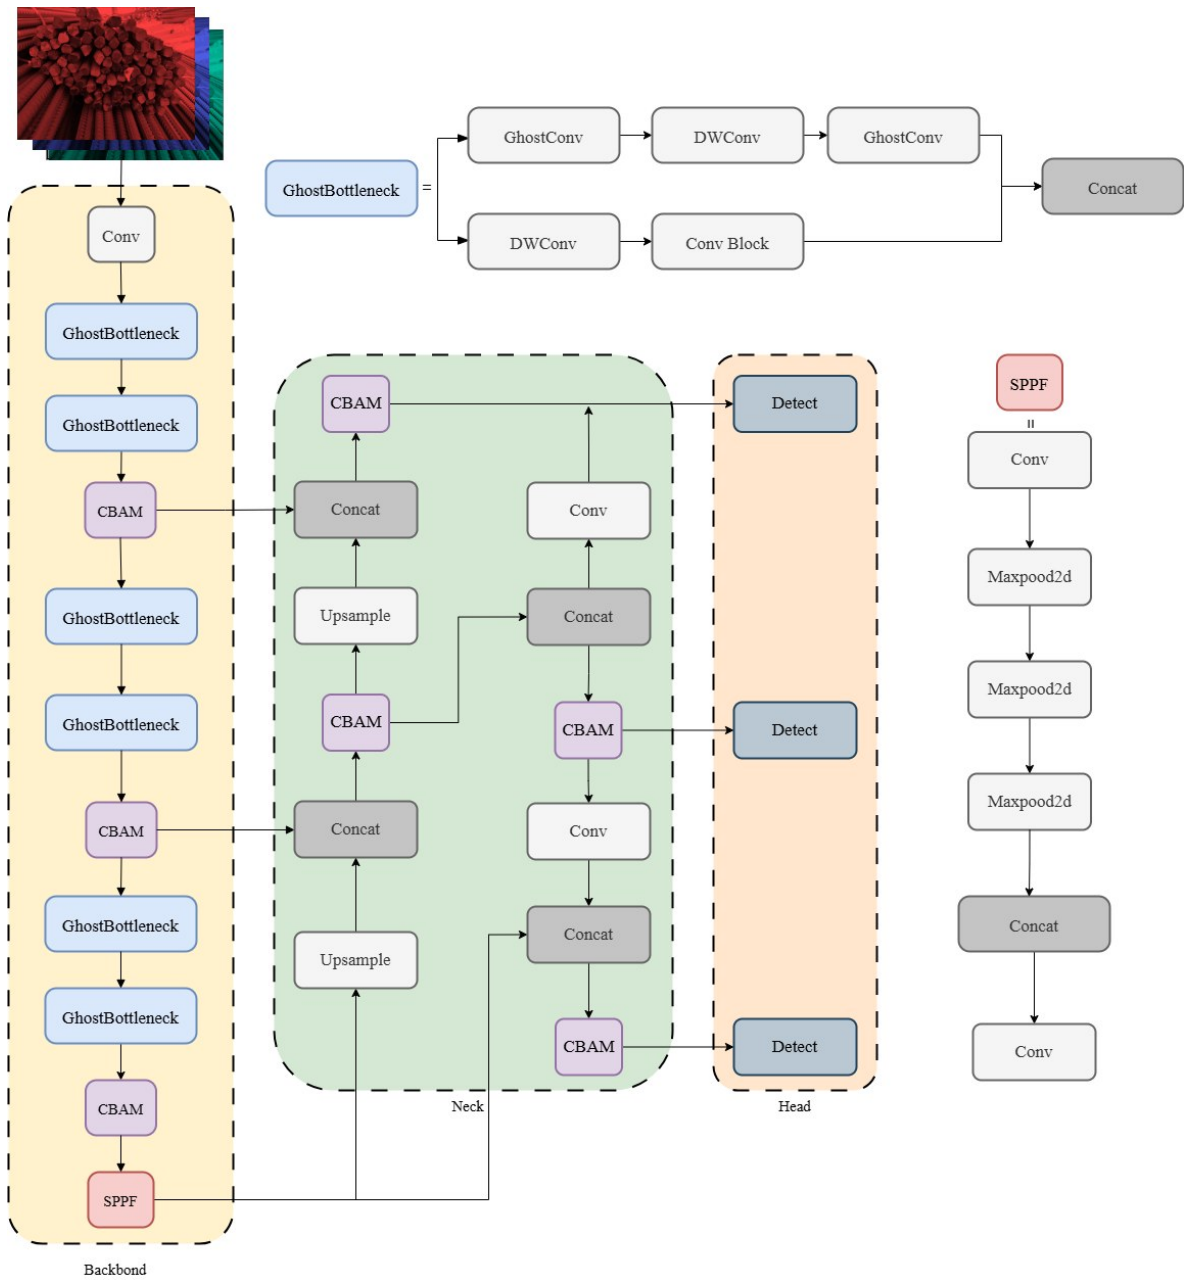 GhostBottleneck
=
GhostConv
DWConv
GhostConv
DWConv
Conv Block
Concat
Conv
GhostBottleneck
GhostBottleneck
CBAM
GhostBottleneck
GhostBottleneck
CBAM
GhostBottleneck
GhostBottleneck
CBAM
SPPF
Backbond
CBAM
Concat
Upsample
CBAM
Concat
Upsample
Conv
Concat
CBAM
Conv
Concat
CBAM
Neck
Detect
Detect
Detect
Head
SPPF
=
Conv
Maxpood2d
Maxpood2d
Maxpood2d
Concat
Conv